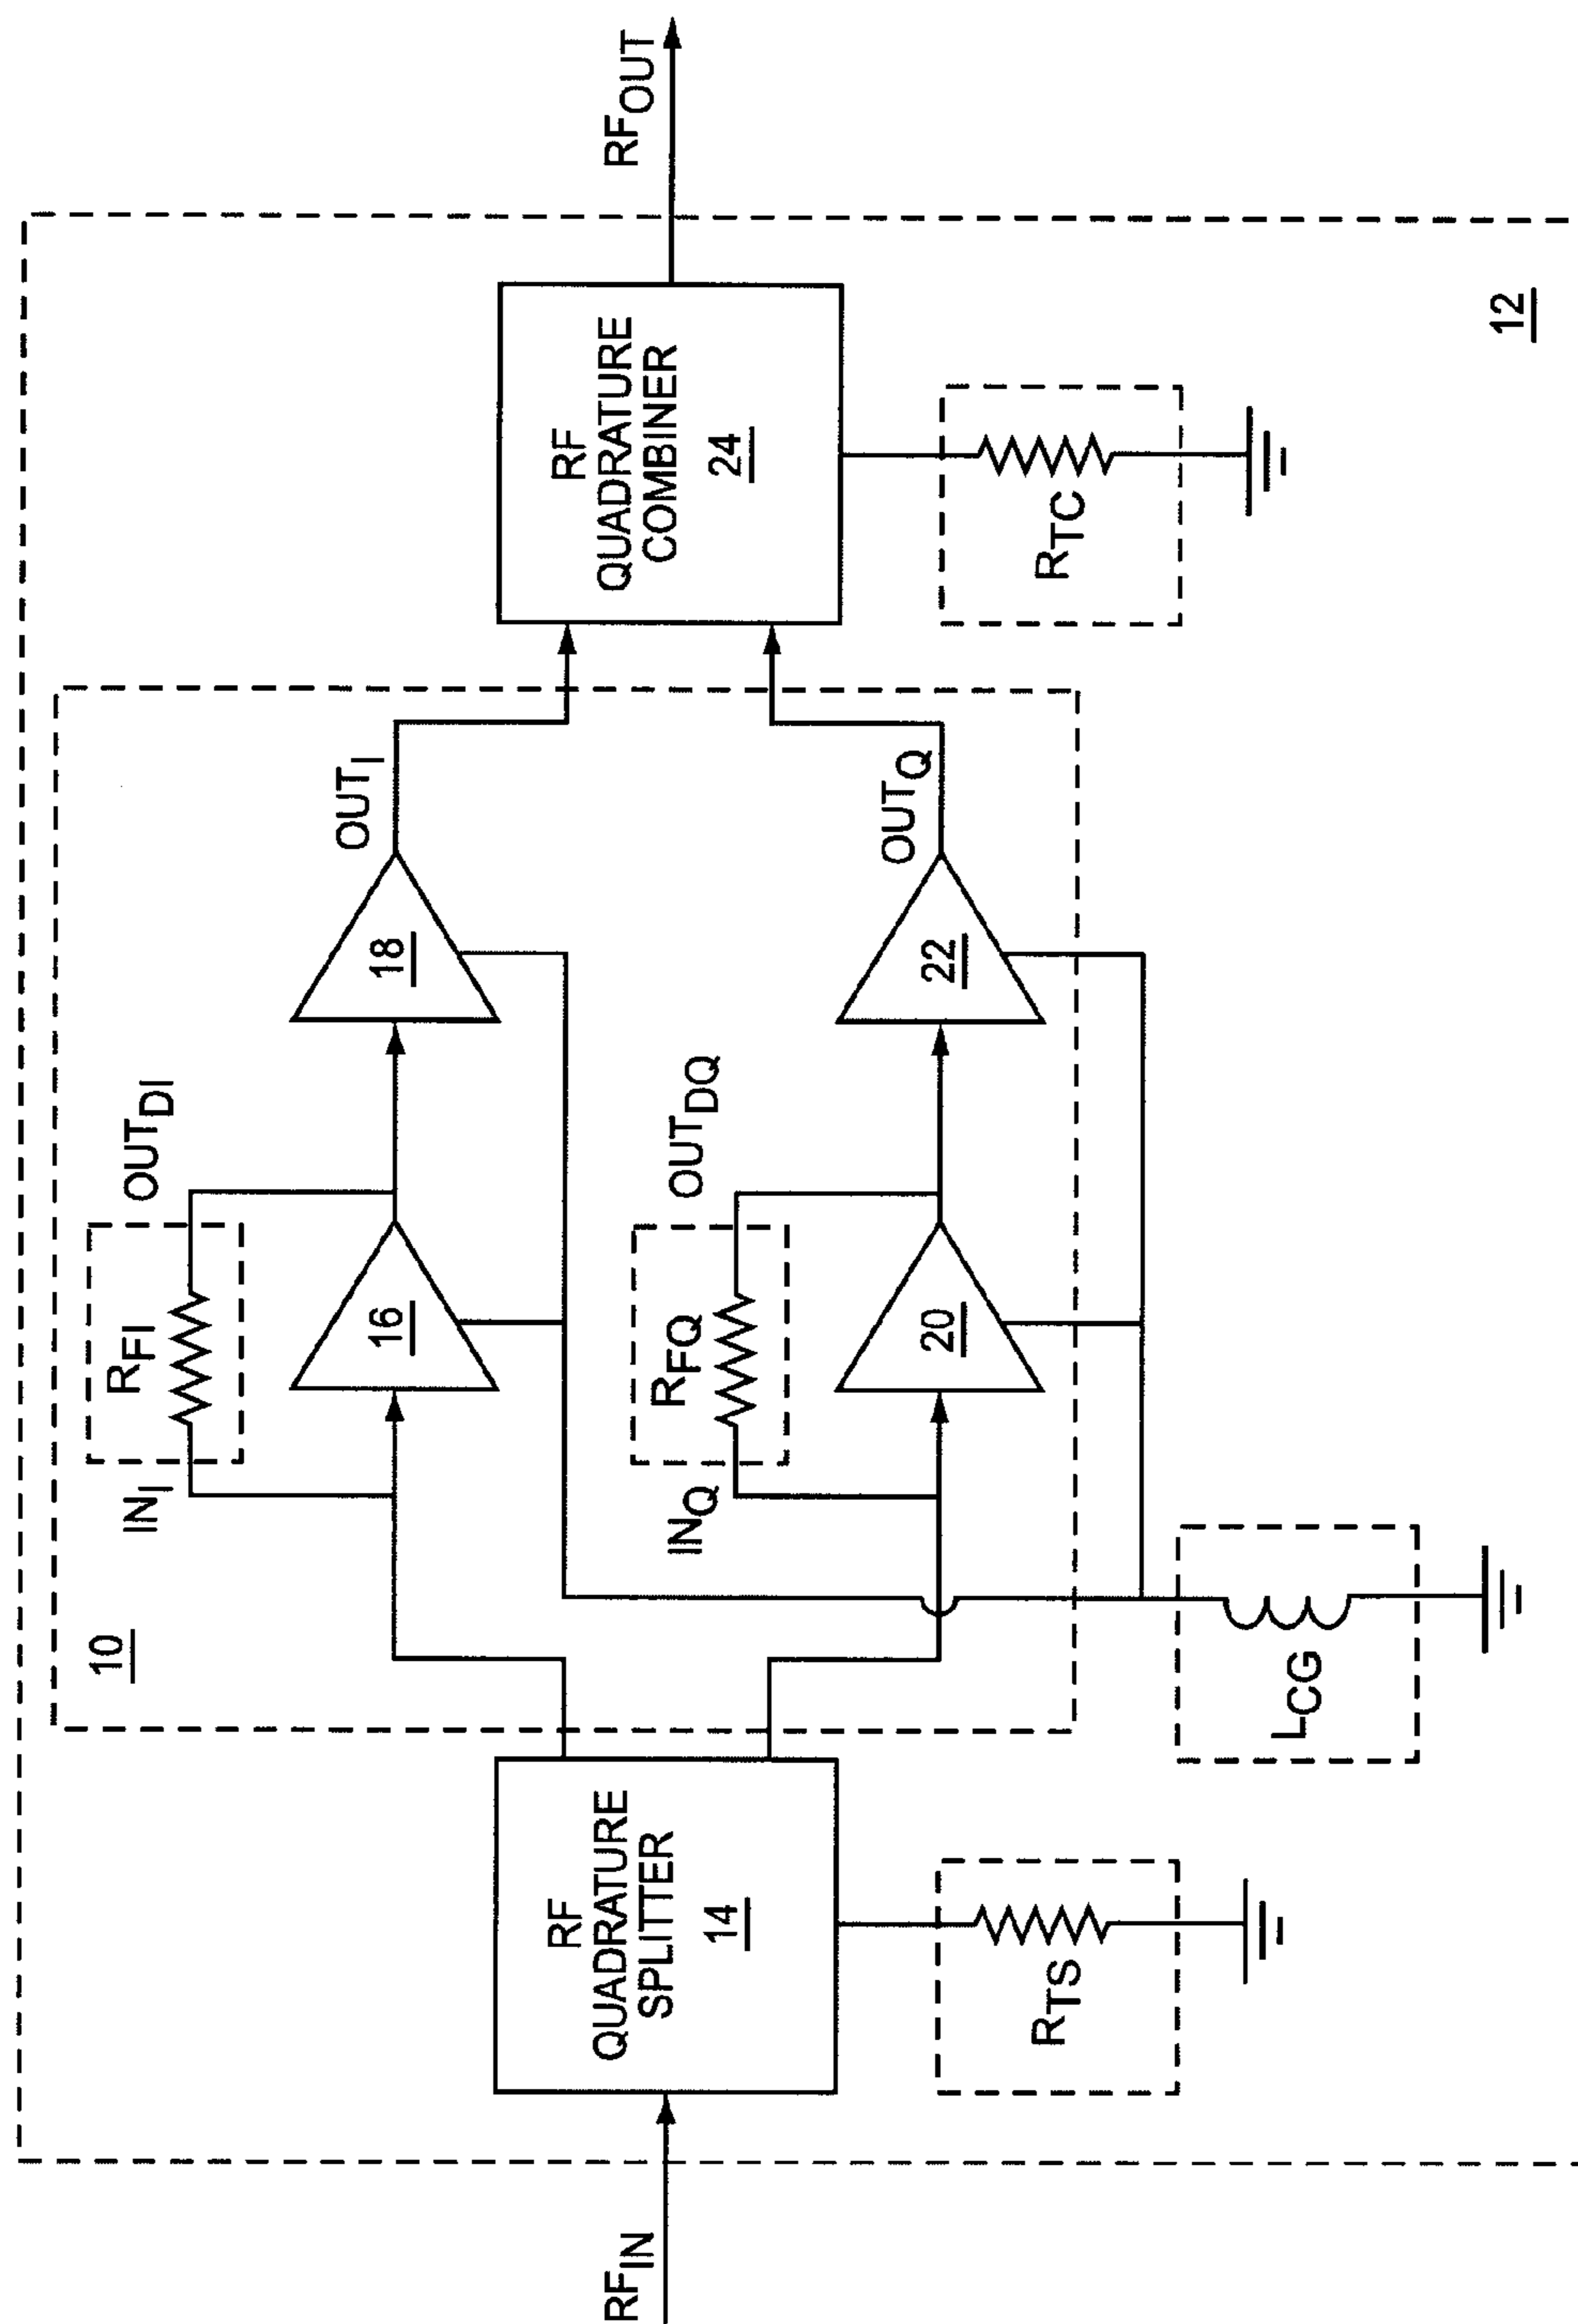 12
10
RF_IN
RF
QUADRATURE
SPLITTER
14
R_TS
IN_I
R_FI
OUT_DI
16
18
OUT_I
IN_Q
R_FQ
OUT_DQ
20
22
OUT_Q
L_CG
RF
QUADRATURE
COMBINER
24
R_TC
RF_OUT